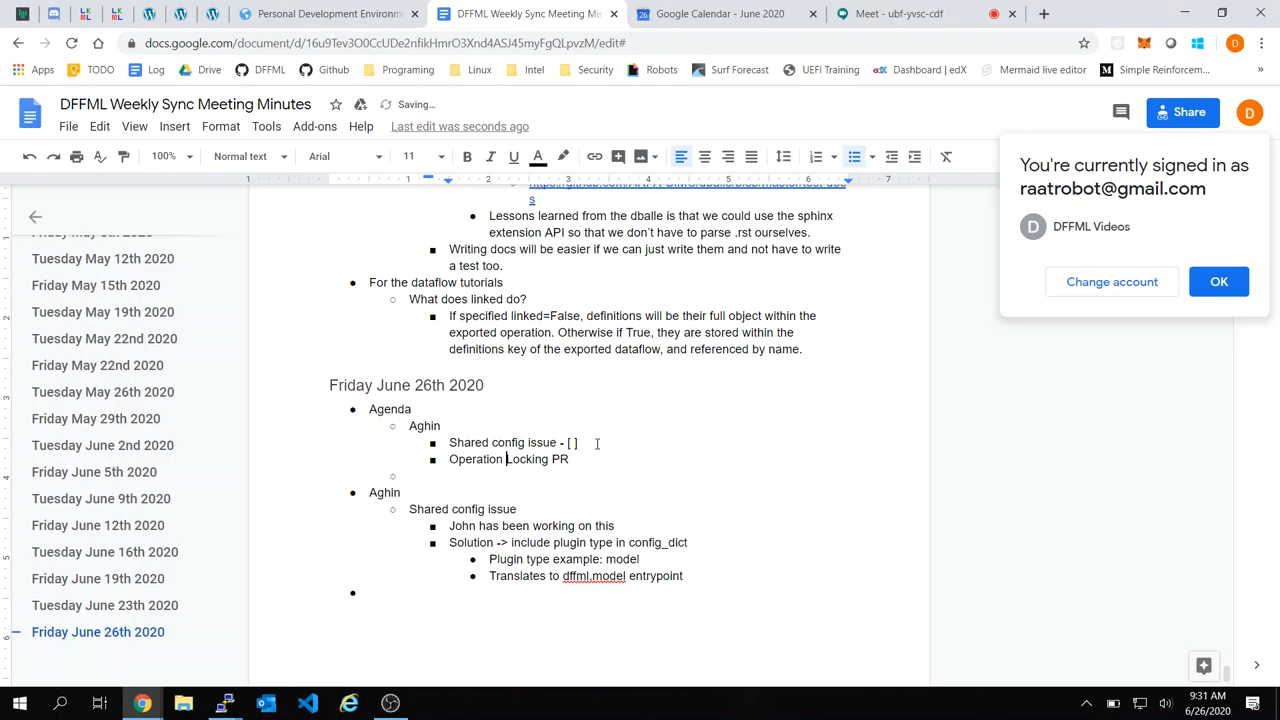 Personal Development Environm
DFFML Weekly Sync Meeting Min
Google Calendar - June 2020
Meet - ubf-yvsc-cdf
docs.google.com/document/d/16u9Tev3O0CcUDe2nfikHmrO3Xnd4ASJ45myFgQLpvzM/edit#
Apps TODO Log Drive DFFML Github Programing Linux Intel Security Robots Surf Forecast UEFI Training Dashboard | edX Mermaid live editor Simple Reinforcem...
DFFML Weekly Sync Meeting Minutes
Saving...
File Edit View Insert Format Tools Add-ons Help Last edit was seconds ago
Share
100% Normal text Arial 11
You're currently signed in as
raatrobot@gmail.com
DFFML Videos
Change account OK
Tuesday May 12th 2020
Friday May 15th 2020
Tuesday May 19th 2020
Tuesday May 22nd 2020
Friday May 22nd 2020
Tuesday May 26th 2020
Friday May 29th 2020
Tuesday June 2nd 2020
Friday June 5th 2020
Tuesday June 9th 2020
Friday June 12th 2020
Tuesday June 16th 2020
Friday June 19th 2020
Tuesday June 23th 2020
Friday June 26th 2020
s
Lessons learned from the dballe is that we could use the sphinx
extension API so that we don't have to parse .rst ourselves.
Writing docs will be easier if we can just write them and not have to write
a test too.
For the dataflow tutorials
What does linked do?
If specified linked=False, definitions will be their full object within the
exported operation. Otherwise if True, they are stored within the
definitions key of the exported dataflow, and referenced by name.
Friday June 26th 2020
Agenda
Aghin
Shared config issue - [ ]
Operation Locking PR
Aghin
Shared config issue
John has been working on this
Solution -> include plugin type in config_dict
Plugin type example: model
Translates to dffml.model entrypoint
9:31 AM
6/26/2020